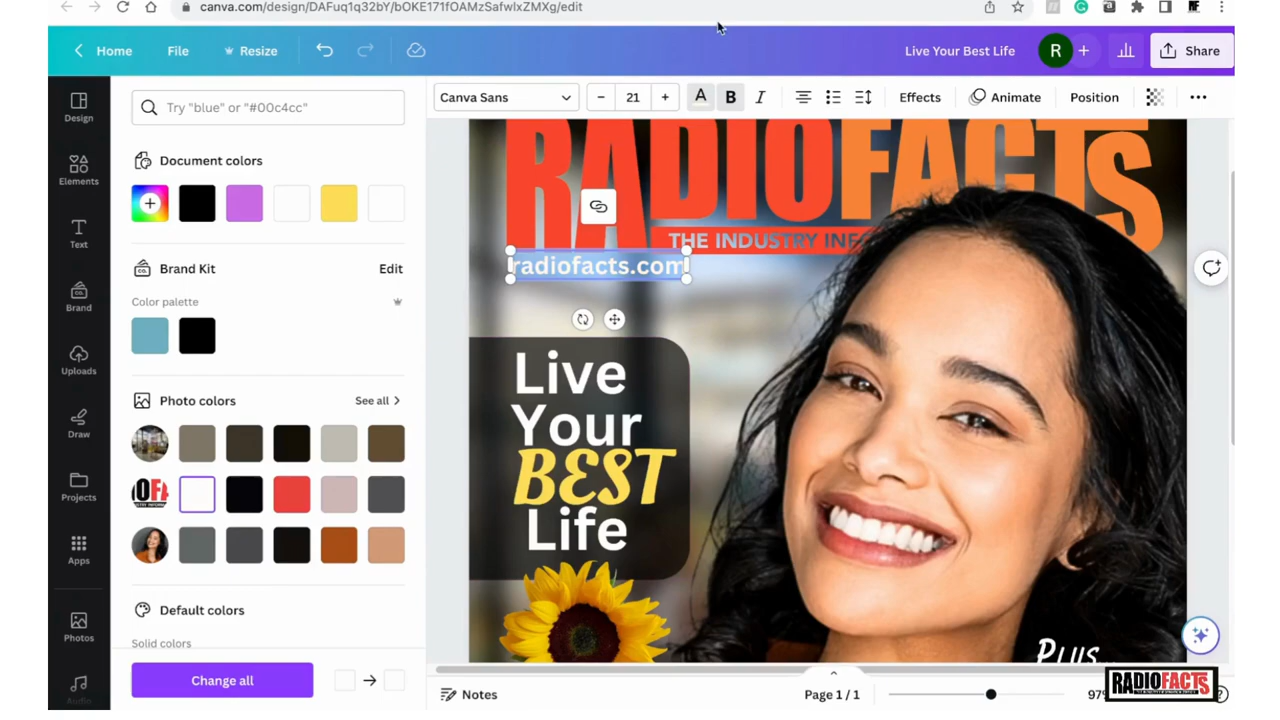 canva.com/design/DAFuq1q32bY/bOKE171fOAMzSafwIxZMXg/edit
Home File Resize Live Your Best Life R + Share
Design
Elements
Text
Brand
Uploads
Draw
Projects
Apps
Photos
Audio
Try "blue" or "#00c4cc"
Document colors
Brand Kit Edit
Color palette
Photo colors See all
Default colors
Solid colors
Change all
Canva Sans − 21 + A B I Effects Animate Position
RADIOFACTS
THE INDUSTRY
radiofacts.com
Live
Your
BEST
Life
PLUS...
Notes Page 1 / 1 97%
RADIOFACTS